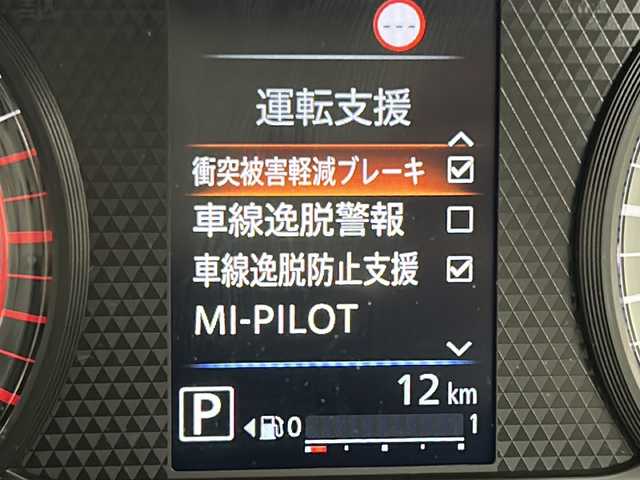 ---
運転支援
衝突被害軽減ブレーキ
車線逸脱警報
車線逸脱防止支援
MI-PILOT
12 km
P
0 1